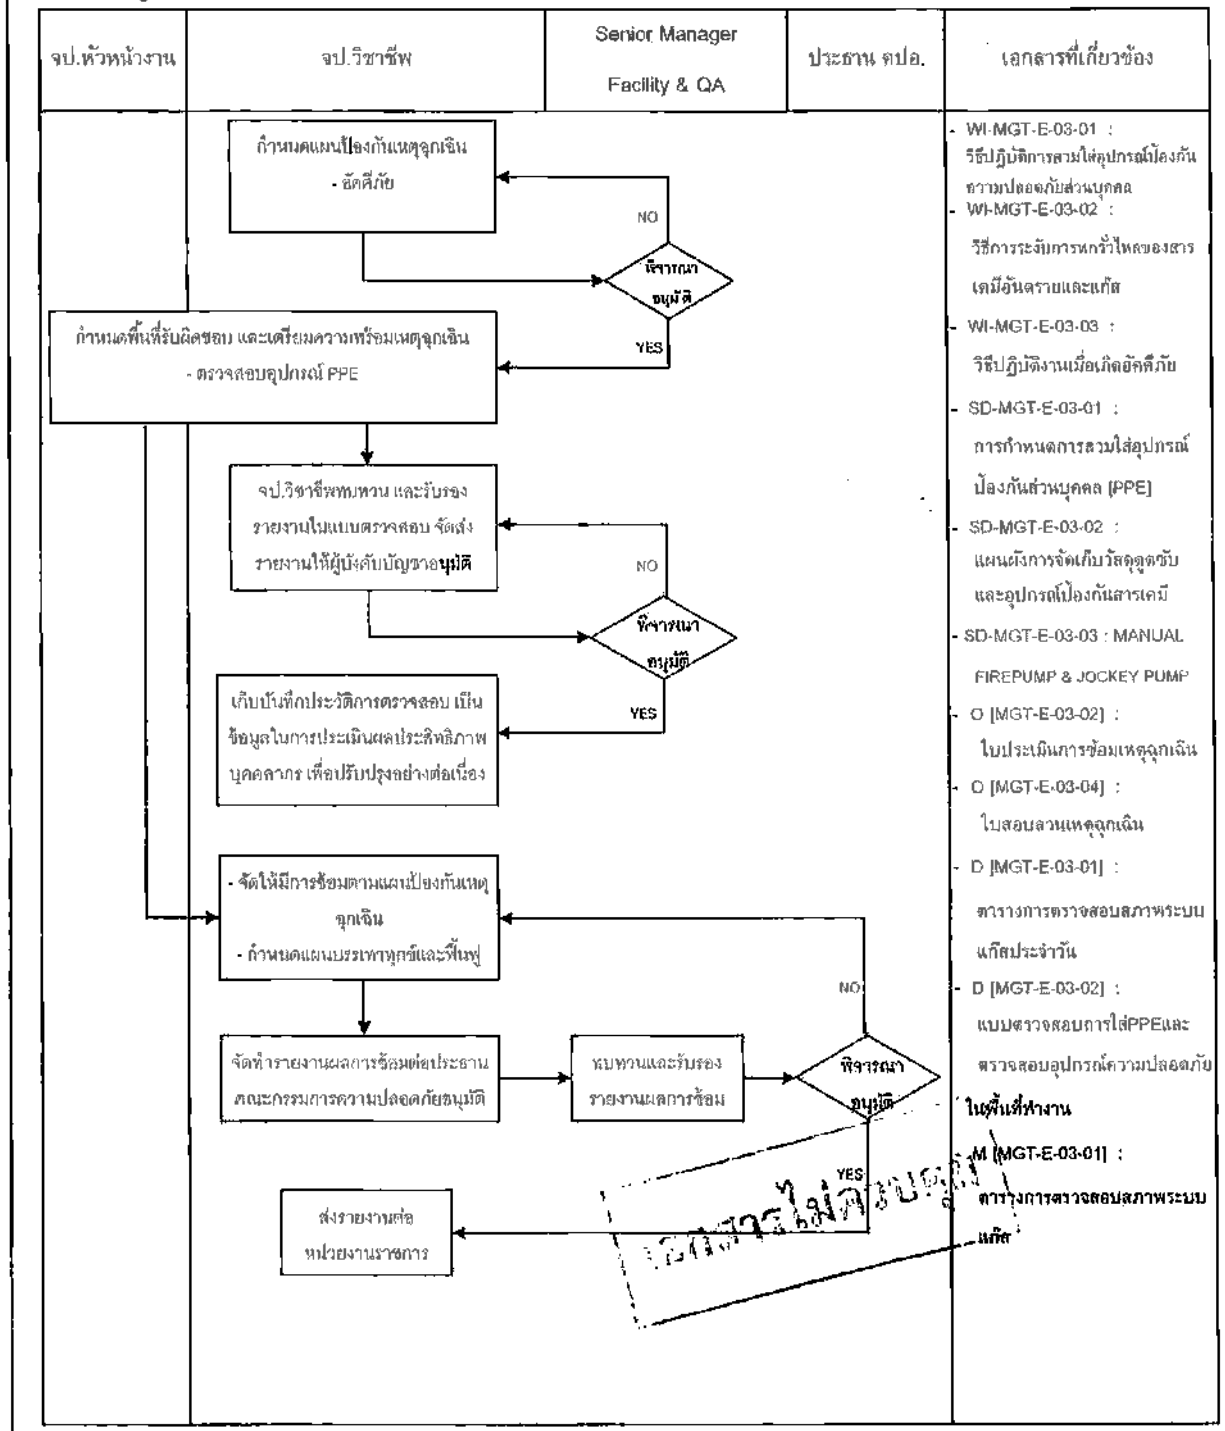 จป.หัวหน้างาน
จป.วิชาชีพ
Senior Manager
Facility & QA
ประธาน คปอ.
เอกสารที่เกี่ยวข้อง
กำหนดแผนป้องกันเหตุฉุกเฉิน
- อัคคีภัย
NO
พิจารณา
อนุมัติ
YES
กำหนดพื้นที่รับผิดชอบ และเตรียมความพร้อมเหตุฉุกเฉิน
- ตรวจสอบอุปกรณ์ PPE
จป.วิชาชีพทบทวน และรับรอง
รายงานในแบบตรวจสอบ จัดส่ง
รายงานให้ผู้บังคับบัญชาอนุมัติ
NO
พิจารณา
อนุมัติ
YES
เก็บบันทึกประวัติการตรวจสอบ เป็น
ข้อมูลในการประเมินผลประสิทธิภาพ
บุคคลากร เพื่อปรับปรุงอย่างต่อเนื่อง
- จัดให้มีการซ้อมตามแผนป้องกันเหตุ
ฉุกเฉิน
- กำหนดแผนบรรเทาทุกข์และฟื้นฟู
NO
จัดทำรายงานผลการซ้อมต่อประธาน
คณะกรรมการความปลอดภัยอนุมัติ
ทบทวนและรับรอง
รายงานผลการซ้อม
พิจารณา
อนุมัติ
YES
ส่งรายงานต่อ
หน่วยงานราชการ
เอกสารไม่ควบคุม
- WI-MGT-E-03-01 :
วิธีปฏิบัติการสวมใส่อุปกรณ์ป้องกัน
ความปลอดภัยส่วนบุคคล
- WI-MGT-E-03-02 :
วิธีการระงับการหกรั่วไหลของสาร
เคมีอันตรายและแก๊ส
- WI-MGT-E-03-03 :
วิธีปฏิบัติงานเมื่อเกิดอัคคีภัย
- SD-MGT-E-03-01 :
การกำหนดการสวมใส่อุปกรณ์
ป้องกันส่วนบุคคล [PPE]
- SD-MGT-E-03-02 :
แผนผังการจัดเก็บวัสดุดูดซับ
และอุปกรณ์ป้องกันสารเคมี
- SD-MGT-E-03-03 : MANUAL
FIREPUMP & JOCKEY PUMP
- O [MGT-E-03-02] :
ใบประเมินการซ้อมเหตุฉุกเฉิน
- O [MGT-E-03-04] :
ใบสอบสวนเหตุฉุกเฉิน
- D [MGT-E-03-01] :
ตารางการตรวจสอบสภาพระบบ
แก๊สประจำวัน
- D [MGT-E-03-02] :
แบบตรวจสอบการใส่PPEและ
ตรวจสอบอุปกรณ์ความปลอดภัย
ในพื้นที่ทำงาน
M [MGT-E-03-01] :
ตารางการตรวจสอบสภาพระบบ
แก๊ส